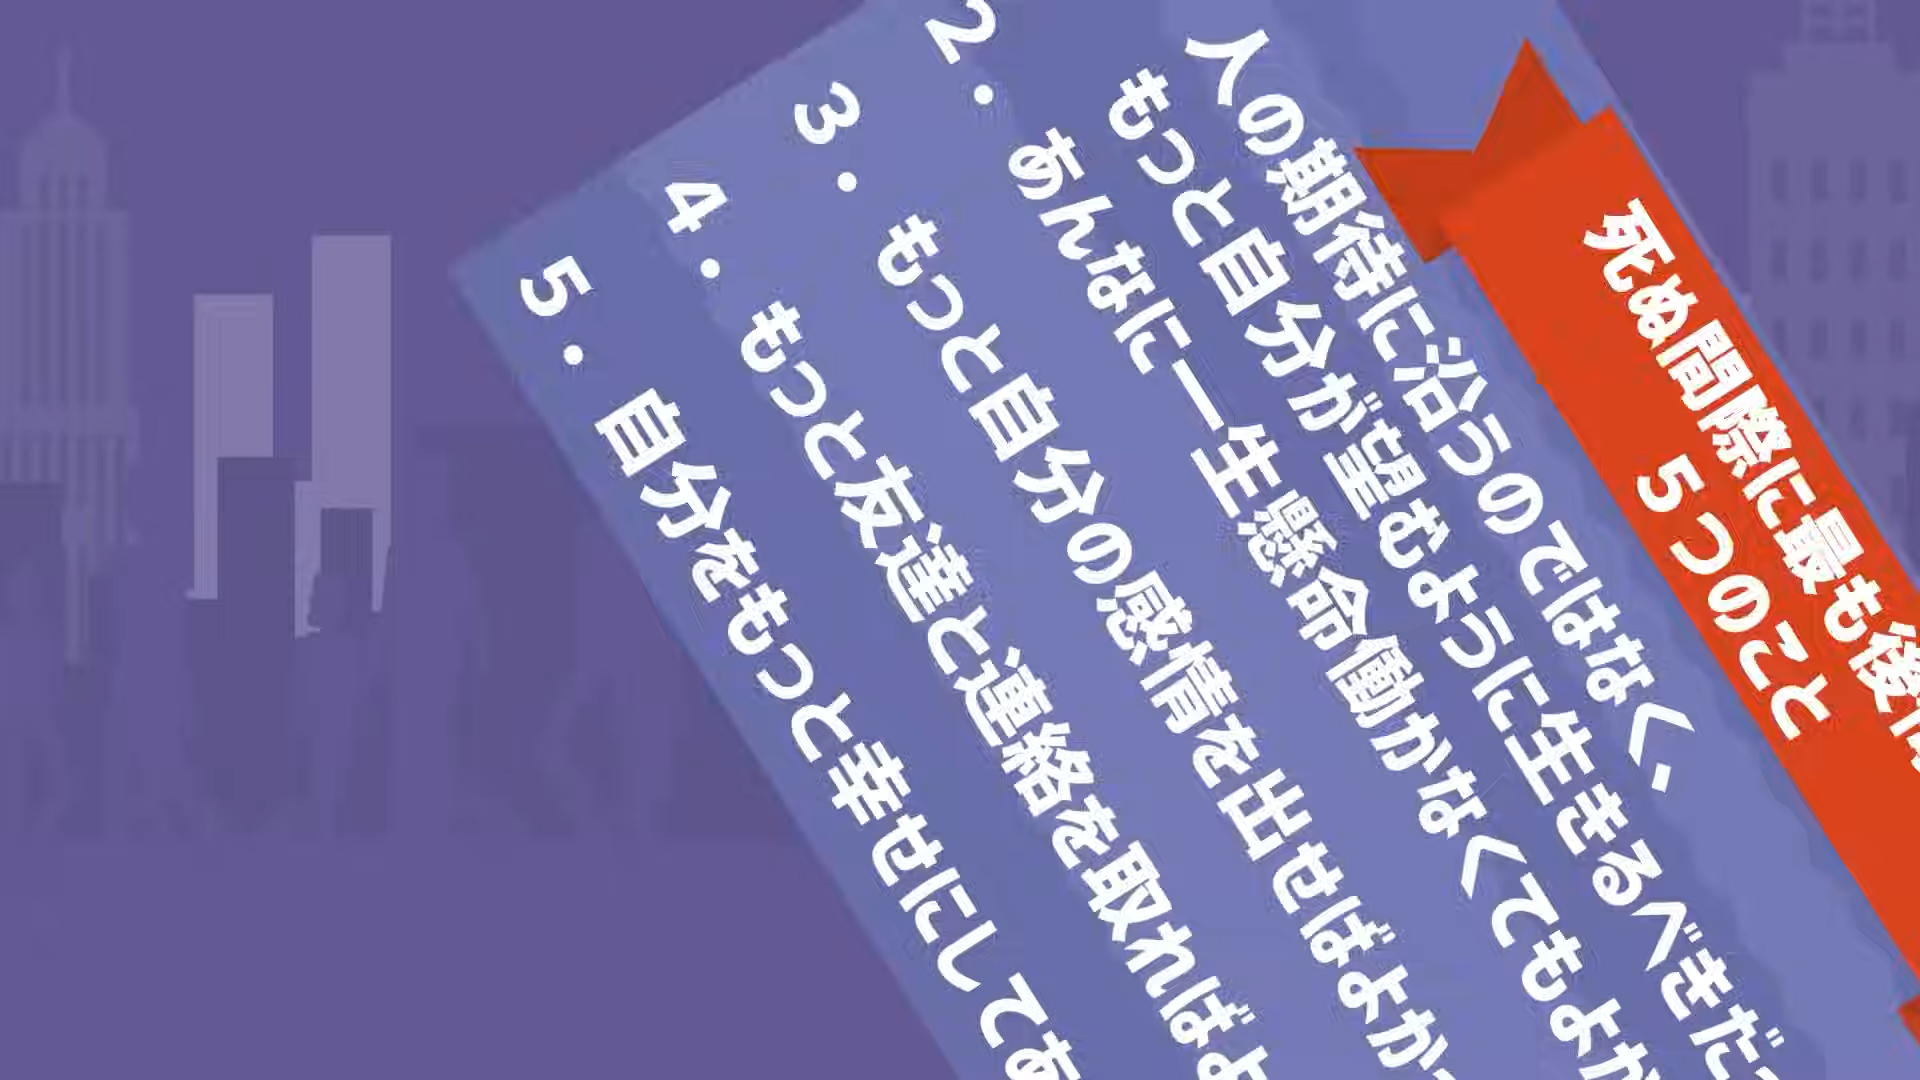 死ぬ間際に最も後悔
５つのこと
人の期待に沿うのではなく、
もっと自分が望むように生きるべきだっ
２．あんなに一生懸命働かなくてもよか
３．もっと自分の感情を出せばよかっ
４．もっと友達と連絡を取ればよ
５．自分をもっと幸せにしてあ